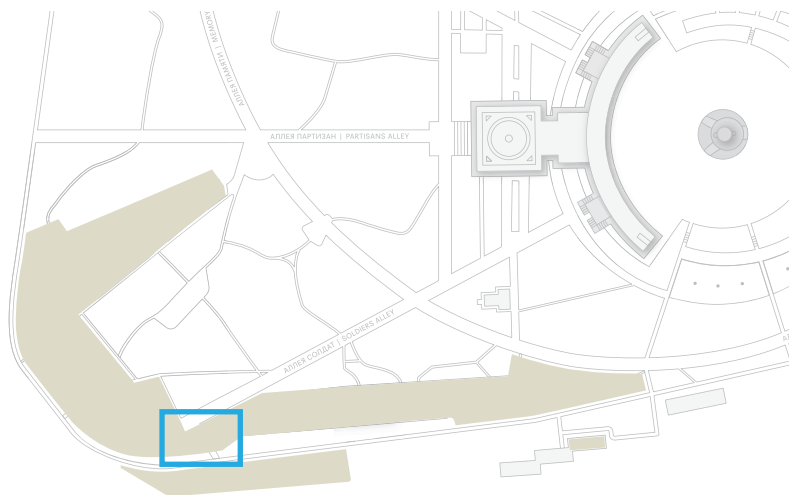 АЛЛЕЯ ПАМЯТИ | MEMORY
АЛЛЕЯ ПАРТИЗАН | PARTISANS ALLEY
АЛЛЕЯ СОЛДАТ | SOLDIERS ALLEY